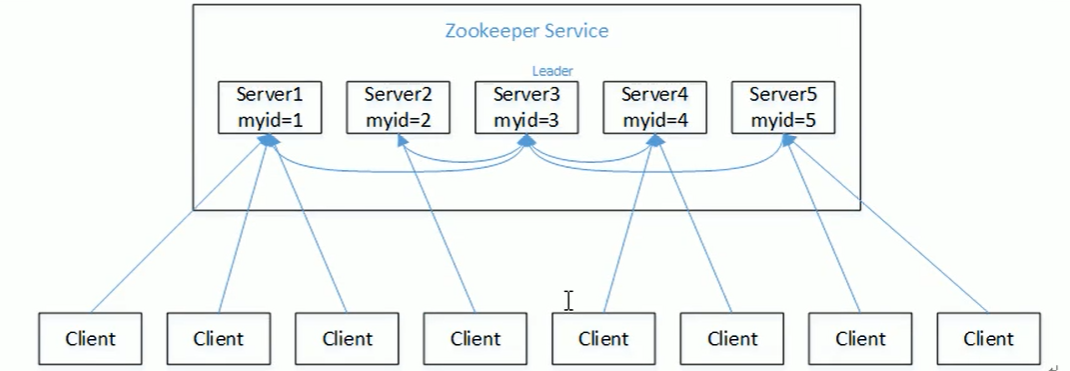 Zookeeper Service
Leader
Server1
myid=1
Server2
myid=2
Server3
myid=3
Server4
myid=4
Server5
myid=5
Client
Client
Client
Client
Client
Client
Client
Client